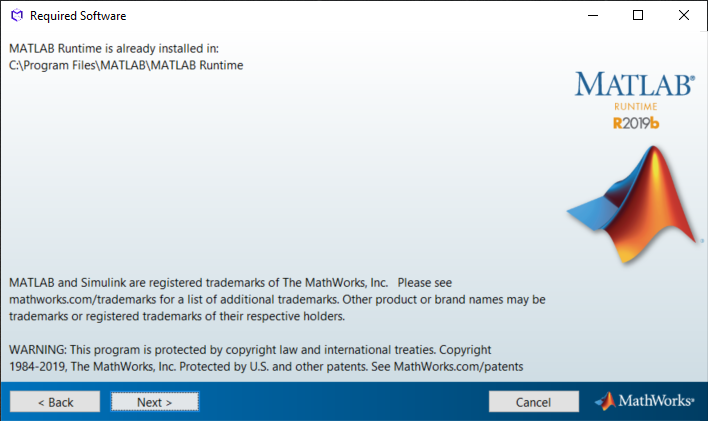 Required Software
MATLAB Runtime is already installed in:
C:\Program Files\MATLAB\MATLAB Runtime
MATLAB®
RUNTIME
R2019b
MATLAB and Simulink are registered trademarks of The MathWorks, Inc. Please see
mathworks.com/trademarks for a list of additional trademarks. Other product or brand names may be
trademarks or registered trademarks of their respective holders.
WARNING: This program is protected by copyright law and international treaties. Copyright
1984-2019, The MathWorks, Inc. Protected by U.S. and other patents. See MathWorks.com/patents
< Back
Next >
Cancel
MathWorks®